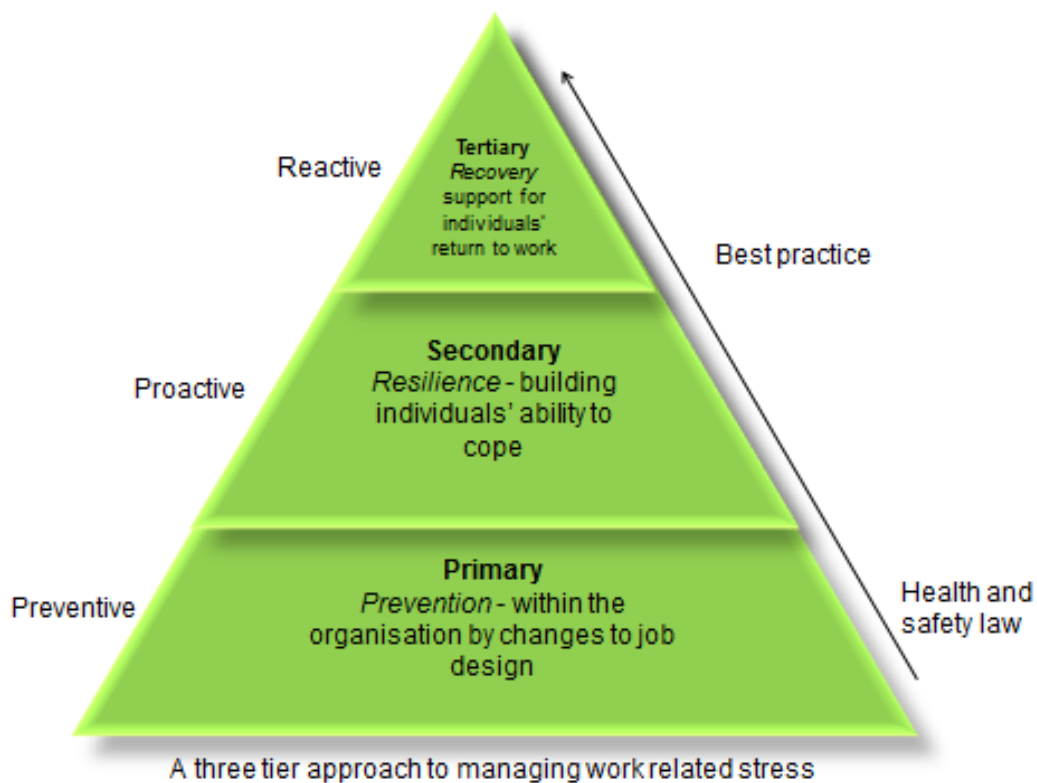 Reactive
Tertiary
Recovery
support for
individuals'
return to work
Best practice
Proactive
Secondary
Resilience - building
individuals' ability to
cope
Preventive
Primary
Prevention - within the
organisation by changes to job
design
Health and
safety law
A three tier approach to managing work related stress